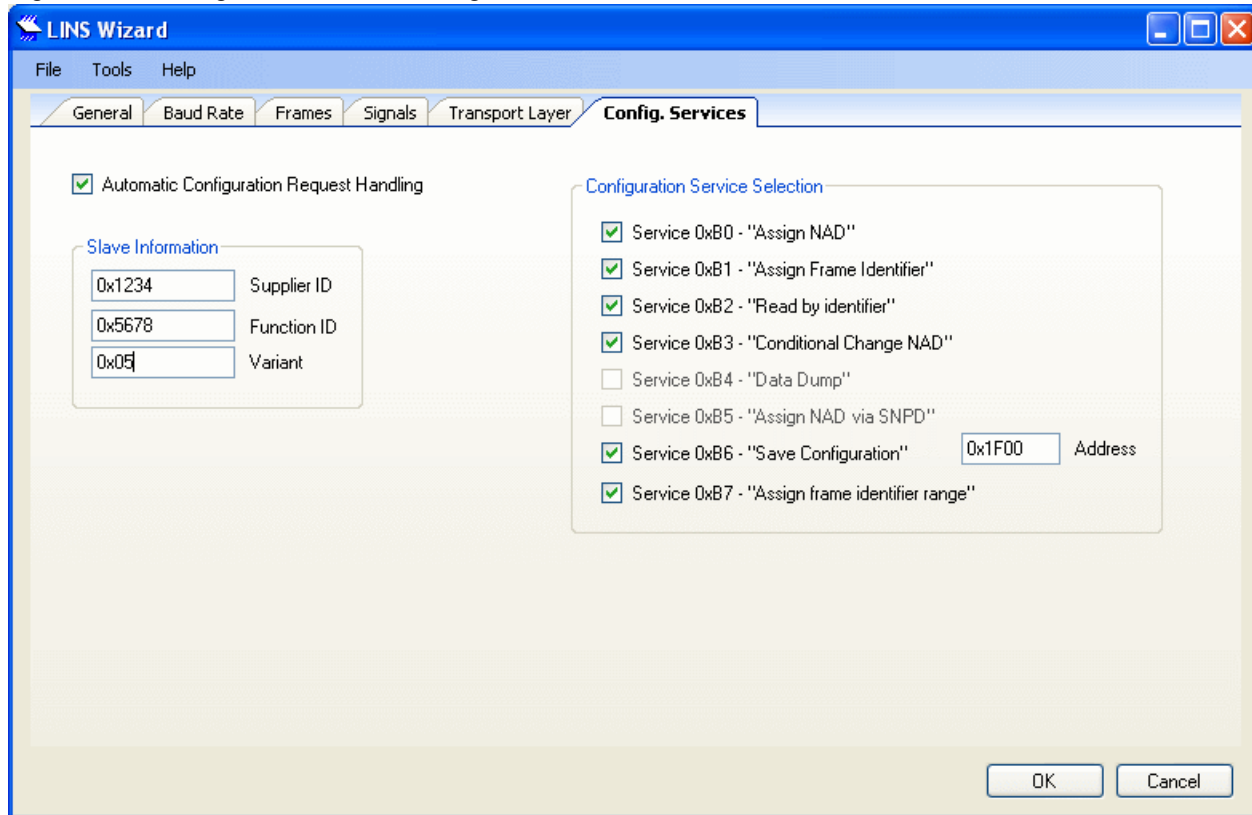 LINS Wizard
File Tools Help
General Baud Rate Frames Signals Transport Layer Config. Services
Automatic Configuration Request Handling
Slave Information
0x1234 Supplier ID
0x5678 Function ID
0x05 Variant
Configuration Service Selection
Service 0xB0 - "Assign NAD"
Service 0xB1 - "Assign Frame Identifier"
Service 0xB2 - "Read by identifier"
Service 0xB3 - "Conditional Change NAD"
Service 0xB4 - "Data Dump"
Service 0xB5 - "Assign NAD via SNPD"
Service 0xB6 - "Save Configuration" 0x1F00 Address
Service 0xB7 - "Assign frame identifier range"
OK Cancel